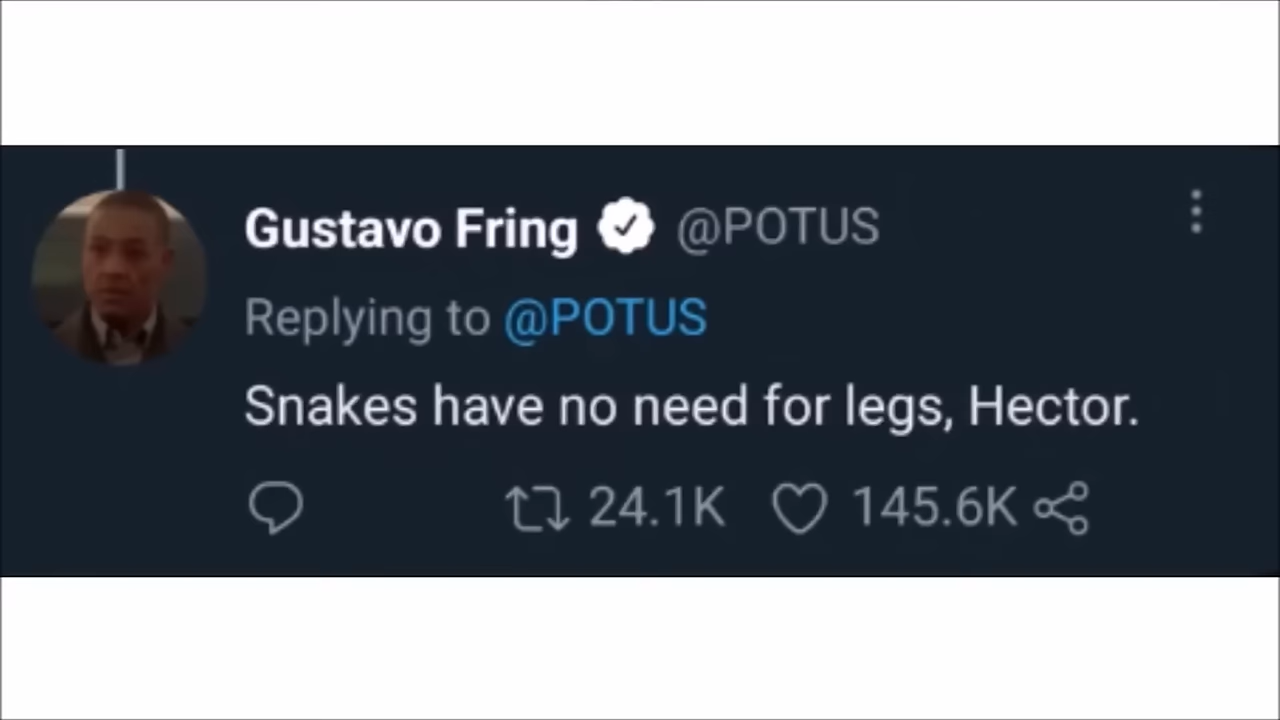 Gustavo Fring @POTUS
Replying to @POTUS
Snakes have no need for legs, Hector.
24.1K 145.6K